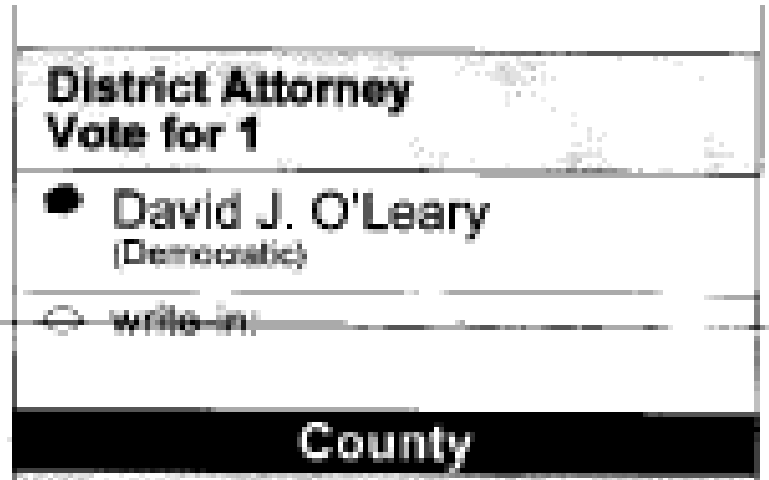 District Attorney
Vote for 1
David J. O'Leary
(Democratic)
write-in:
County